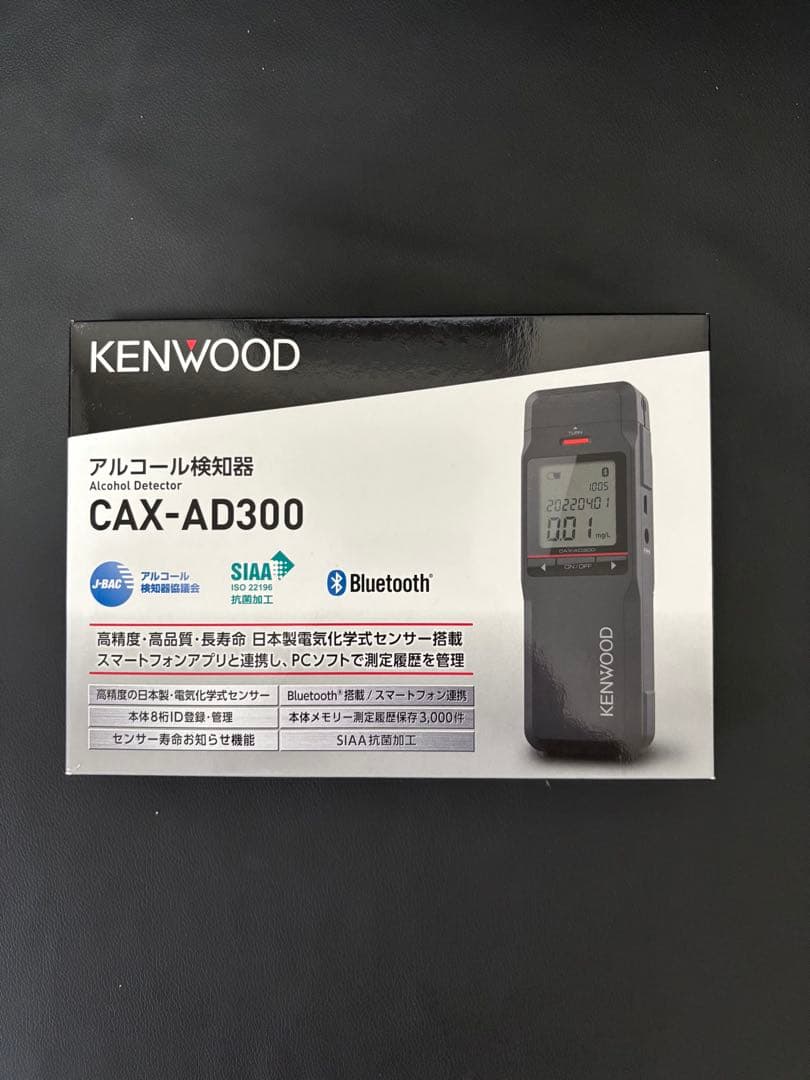 KENWOOD
アルコール検知器
Alcohol Detector
CAX-AD300
J-BAC
アルコール
検知器協議会
SIAA
ISO 22196
抗菌加工
Bluetooth®
高精度・高品質・長寿命 日本製電気化学式センサー搭載
スマートフォンアプリと連携し、PCソフトで測定履歴を管理
高精度の日本製・電気化学式センサー
Bluetooth®搭載/スマートフォン連携
本体8桁ID登録・管理
本体メモリー測定履歴保存3,000件
センサー寿命お知らせ機能
SIAA抗菌加工
TURN
1005
20220401
0.01 mg/L
CAX-AD300
ON/OFF
KENWOOD